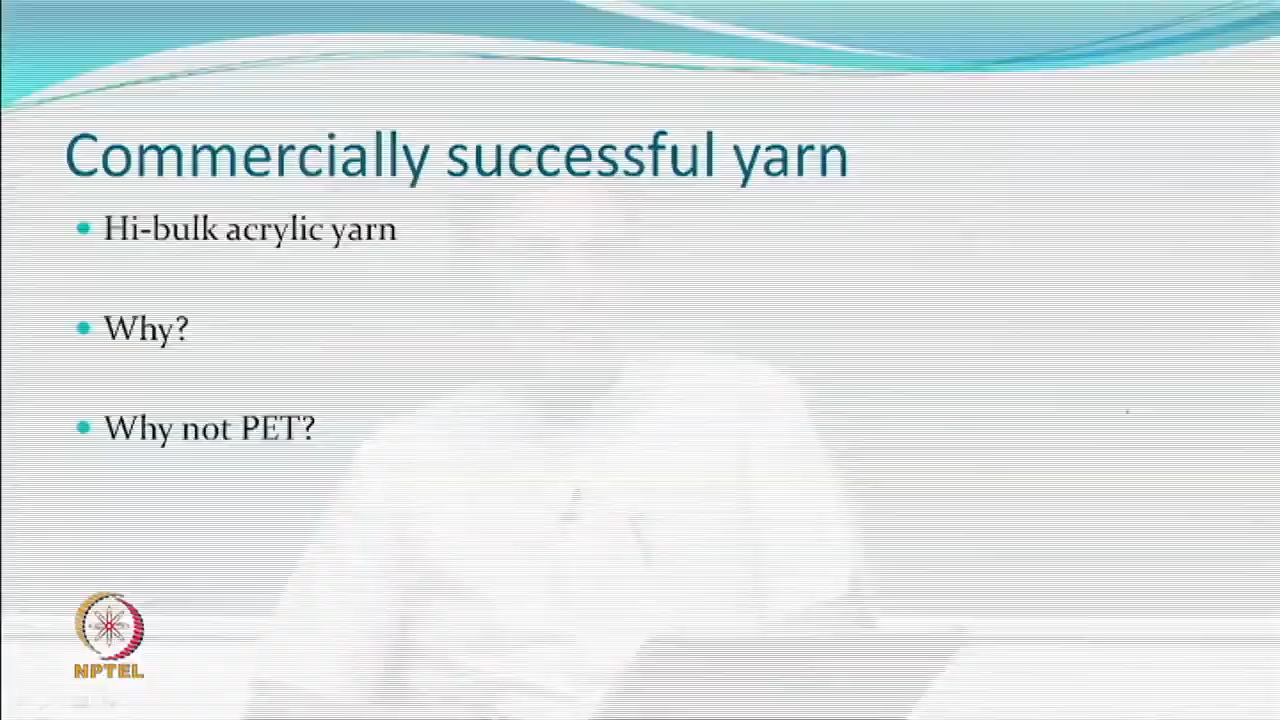 Commercially successful yarn
Hi-bulk acrylic yarn
Why?
Why not PET?
NPTEL